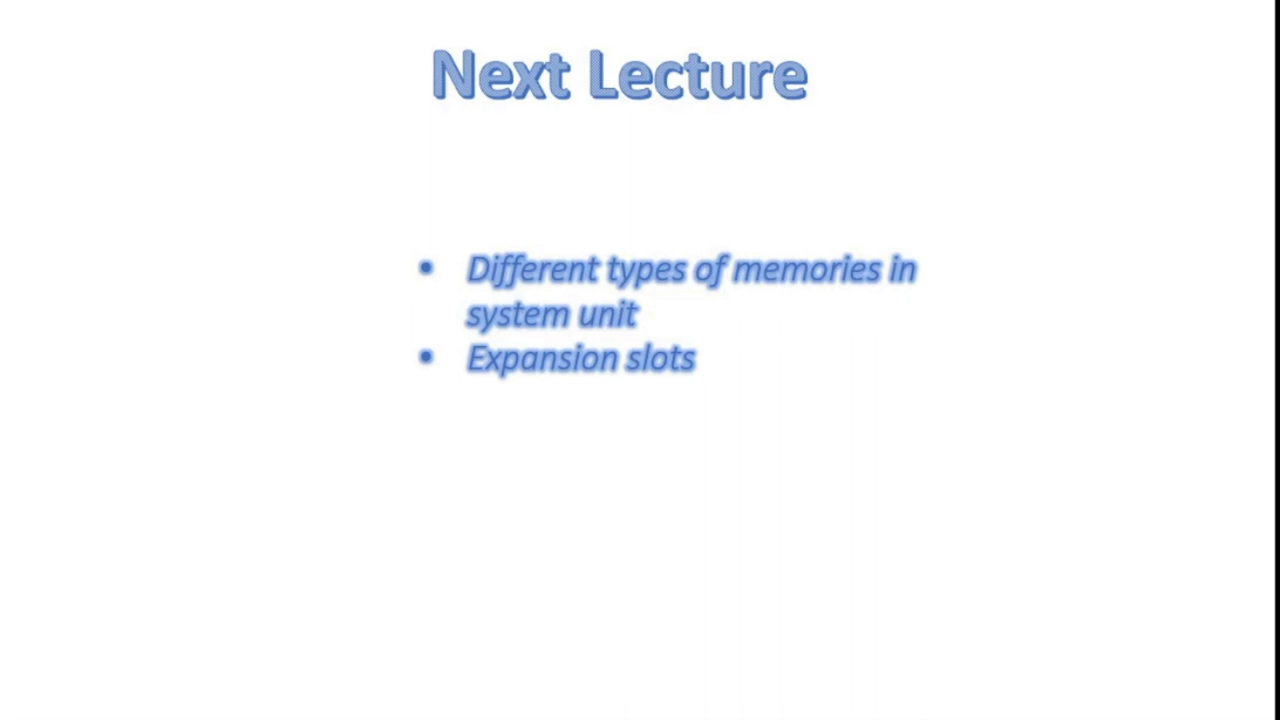 Next Lecture
• Different types of memories in
system unit
• Expansion slots